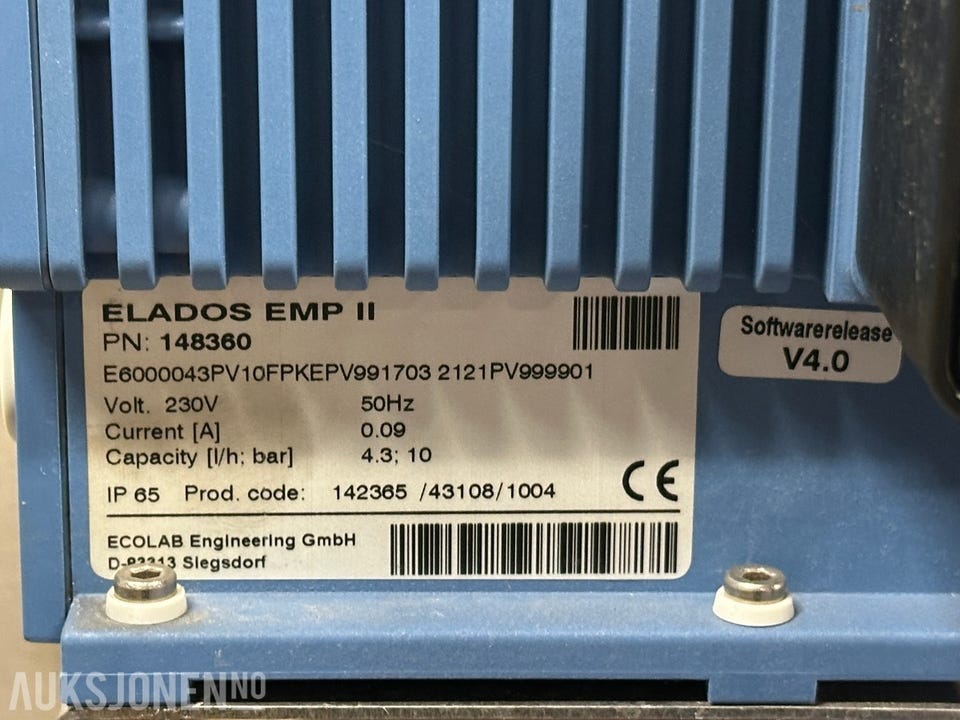 ELADOS EMP II
PN: 148360
E6000043PV10FPKEPV991703 2121PV999901
Volt. 230V 50Hz
Current [A] 0.09
Capacity [l/h; bar] 4.3; 10
IP 65 Prod. code: 142365 /43108/1004
CE
ECOLAB Engineering GmbH
D-83313 Siegsdorf
Softwarerelease
V4.0
AUKSJONEN.NO